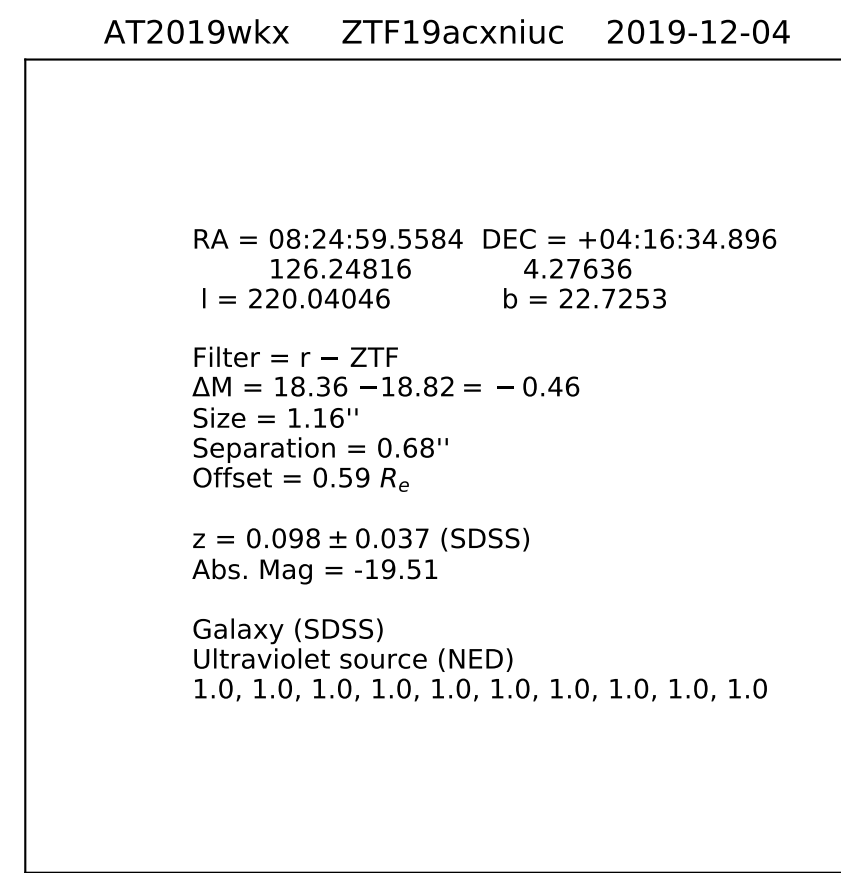 AT2019wkx ZTF19acxniuc 2019-12-04
RA = 08:24:59.5584 DEC = +04:16:34.896
126.24816 4.27636
l = 220.04046 b = 22.7253
Filter = r − ZTF
ΔM = 18.36 −18.82 = − 0.46
Size = 1.16''
Separation = 0.68''
Offset = 0.59 Rₑ
z = 0.098 ± 0.037 (SDSS)
Abs. Mag = -19.51
Galaxy (SDSS)
Ultraviolet source (NED)
1.0, 1.0, 1.0, 1.0, 1.0, 1.0, 1.0, 1.0, 1.0, 1.0